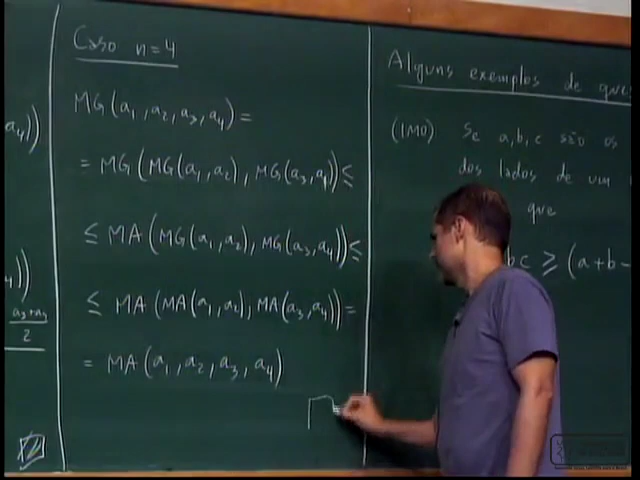 a₄))
))
a₃+a₄
2
Caso n=4
MG(a₁,a₂,a₃,a₄)=
= MG(MG(a₁,a₂), MG(a₃,a₄)) ≤
≤ MA(MG(a₁,a₂), MG(a₃,a₄)) ≤
≤ MA(MA(a₁,a₂), MA(a₃,a₄)) =
= MA(a₁,a₂,a₃,a₄)
Alguns exemplos de que
(IMO) Se a,b,c são os
dos lados de um
que
bc ≥ (a+b-